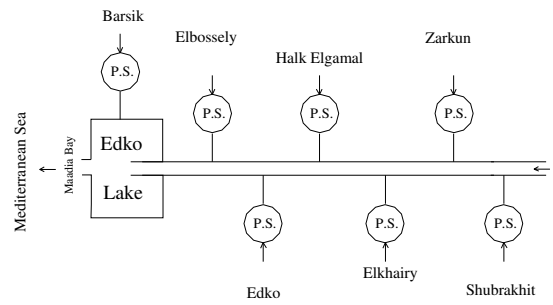 Barsik
Elbossely
Zarkun
Halk Elgamal
P.S.
P.S.
P.S.
P.S.
Mediterranean Sea
Maadia Bay
Edko
Lake
P.S.
P.S.
P.S.
Edko
Elkhairy
Shubrakhit